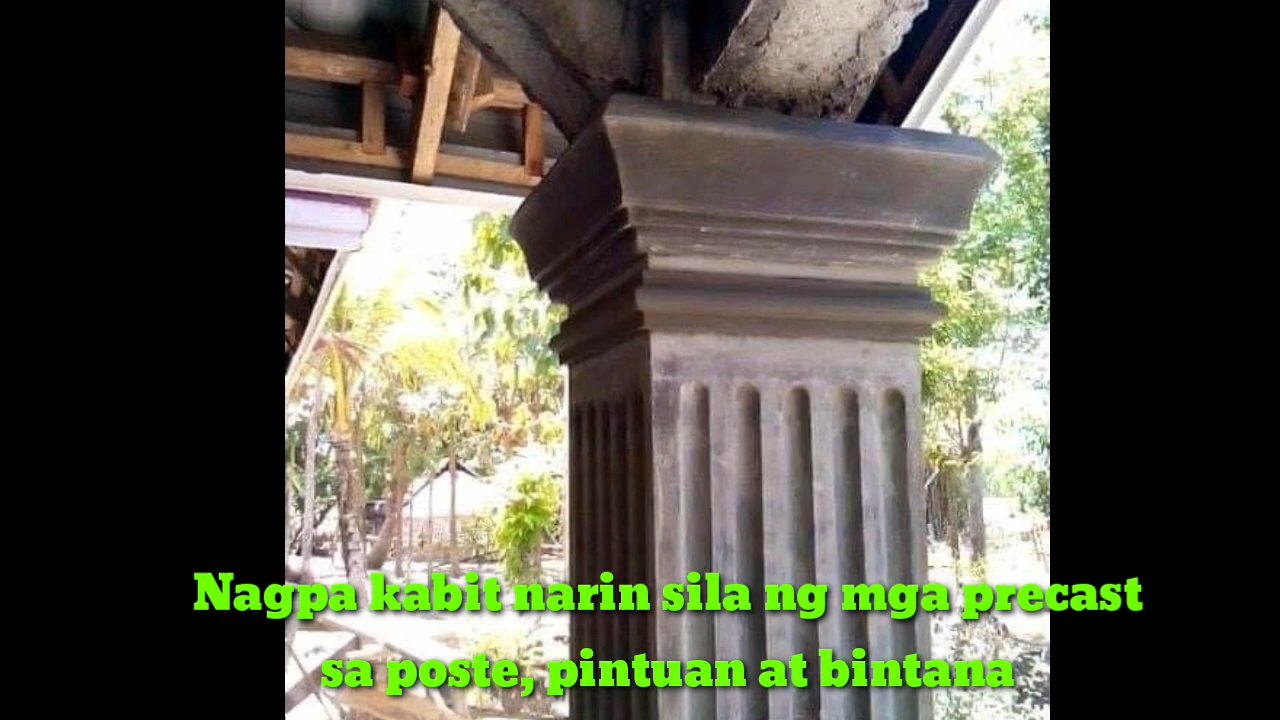 Nagpa kabit narin sila ng mga precast
sa poste, pintuan at bintana